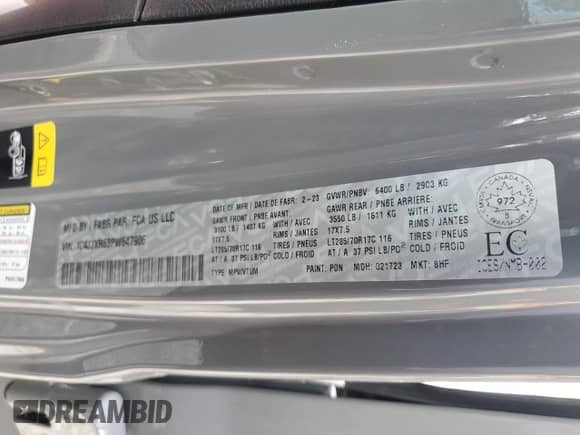 MFD BY / FABR PAR: FCA US LLC
DATE OF MFR / DATE DE FABR: 2-23
GVWR/PNBV: 6400 LB / 2903 KG
GAWR FRONT / PNBE AVANT:
3100 LB / 1407 KG
WITH / AVEC
17X7.5
RIMS / JANTES
LT285/70R17C 116
TIRES / PNEUS
AT / A 37 PSI LB/PO²
COLD / FROID
GAWR REAR / PNBE ARRIERE:
3550 LB / 1611 KG
WITH / AVEC
17X7.5
RIMS / JANTES
LT285/70R17C 116
TIRES / PNEUS
AT / A 37 PSI LB/PO²
COLD / FROID
TYPE: MPV/VTUM
PAINT: PDN
MDH: 021723
MKT: BHF
CANADA
972
TRANSPORT
EC
DREAMBID